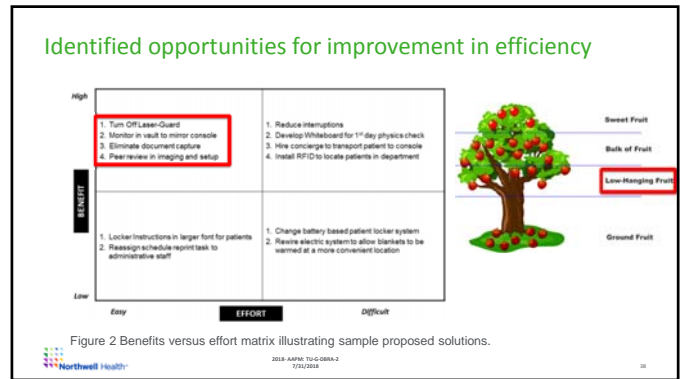 Identified opportunities for improvement in efficiency
High
1. Turn Off Laser-Guard
2. Monitor in vault to mirror console
3. Eliminate document capture
4. Peer review in imaging and setup
1. Reduce interruptions
2. Develop Whiteboard for 1st day physics check
3. Hire concierge to transport patient to console
4. Install RFID to locate patients in department
BENEFIT
1. Locker Instructions in larger font for patients
2. Reassign schedule reprint task to
administrative staff
1. Change battery based patient locker system
2. Rewire electric system to allow blankets to be
warmed at a more convenient location
Low
Easy
EFFORT
Difficult
Sweet Fruit
Bulk of Fruit
Low-Hanging Fruit
Ground Fruit
Figure 2 Benefits versus effort matrix illustrating sample proposed solutions.
Northwell Health
2018- AAPM: TU-G-DBRA-2
7/31/2018
38